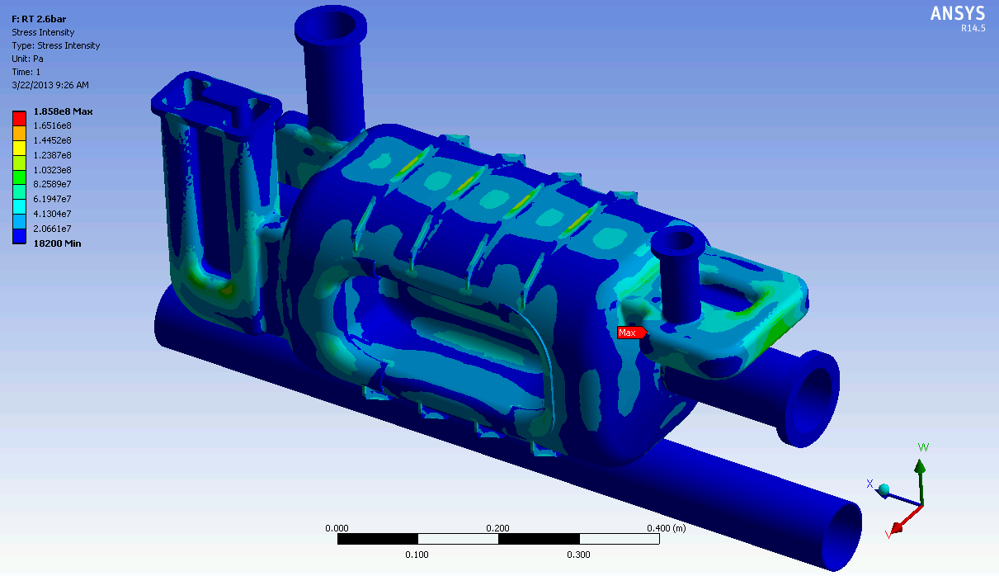 F: RT 2.6bar
Stress Intensity
Type: Stress Intensity
Unit: Pa
Time: 1
3/22/2013 9:26 AM
1.858e8 Max
1.6516e8
1.4452e8
1.2387e8
1.0323e8
8.2589e7
6.1947e7
4.1304e7
2.0661e7
18200 Min
ANSYS
R14.5
Max
W
X
V
0.000
0.200
0.400 (m)
0.100
0.300